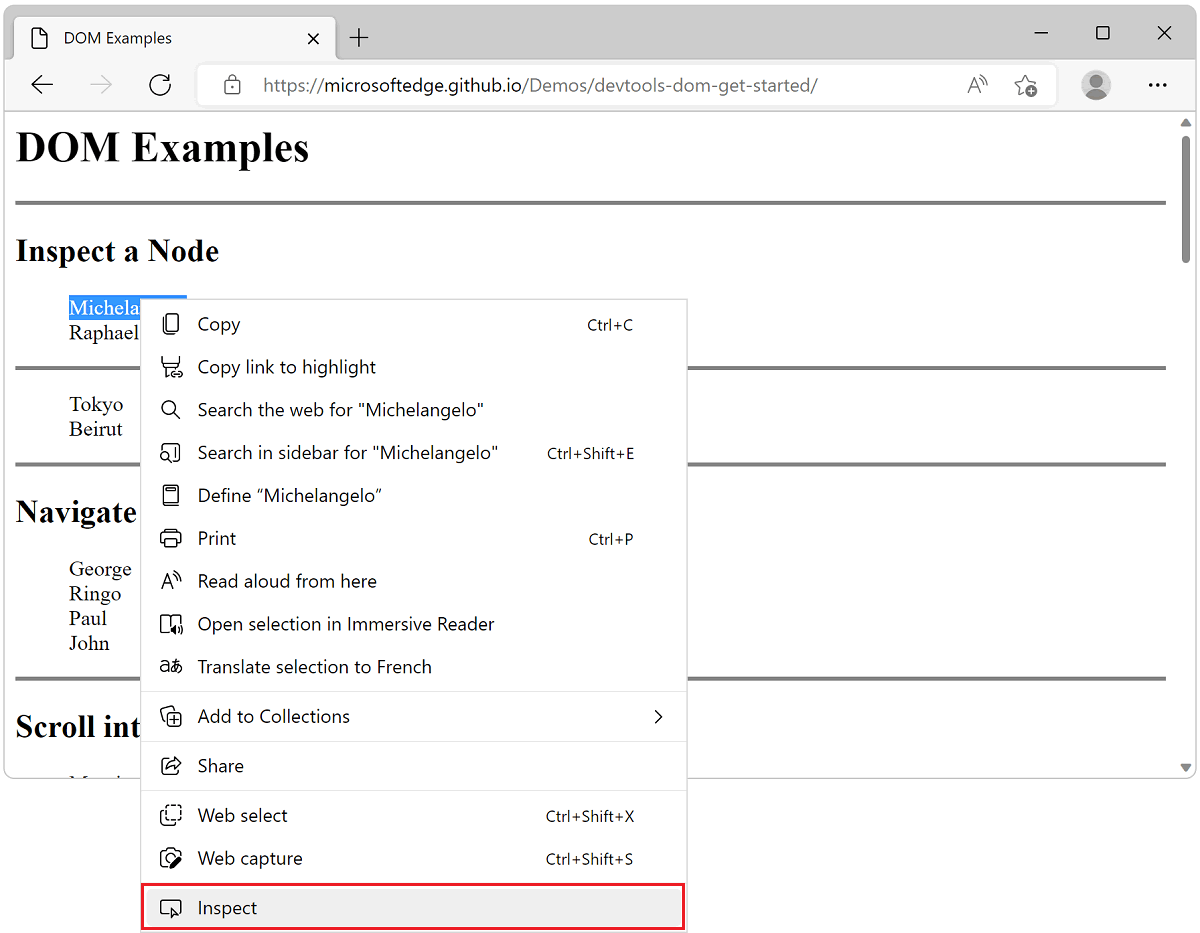 DOM Examples
https://microsoftedge.github.io/Demos/devtools-dom-get-started/
DOM Examples
Inspect a Node
Michela
Raphael
Tokyo
Beirut
Navigate
George
Ringo
Paul
John
Scroll int
Copy Ctrl+C
Copy link to highlight
Search the web for "Michelangelo"
Search in sidebar for "Michelangelo" Ctrl+Shift+E
Define “Michelangelo”
Print Ctrl+P
Read aloud from here
Open selection in Immersive Reader
Translate selection to French
Add to Collections
Share
Web select Ctrl+Shift+X
Web capture Ctrl+Shift+S
Inspect